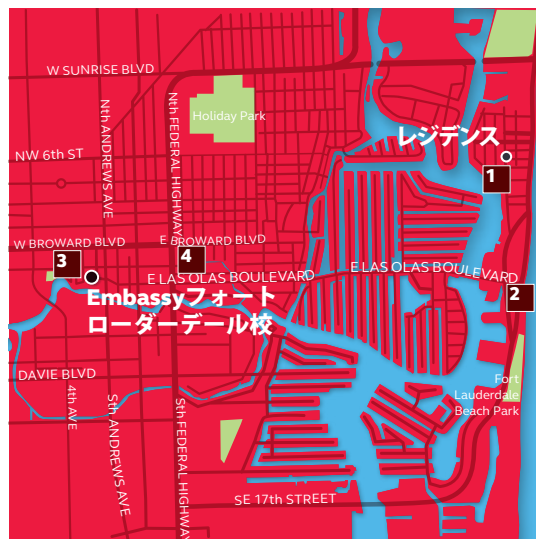 W SUNRISE BLVD
Holiday Park
Nth ANDREWS AVE
Nth FEDERAL HIGHWAY
レジデンス
NW 6th ST
1
W BROWARD BLVD
E BROWARD BLVD
3
4
E LAS OLAS BOULEVARD
E LAS OLAS BOULEVARD
2
Embassyフォート
ローダーデール校
DAVIE BLVD
4th AVE
Sth ANDREWS AVE
Sth FEDERAL HIGHWAY
Fort
Lauderdale
Beach Park
SE 17th STREET